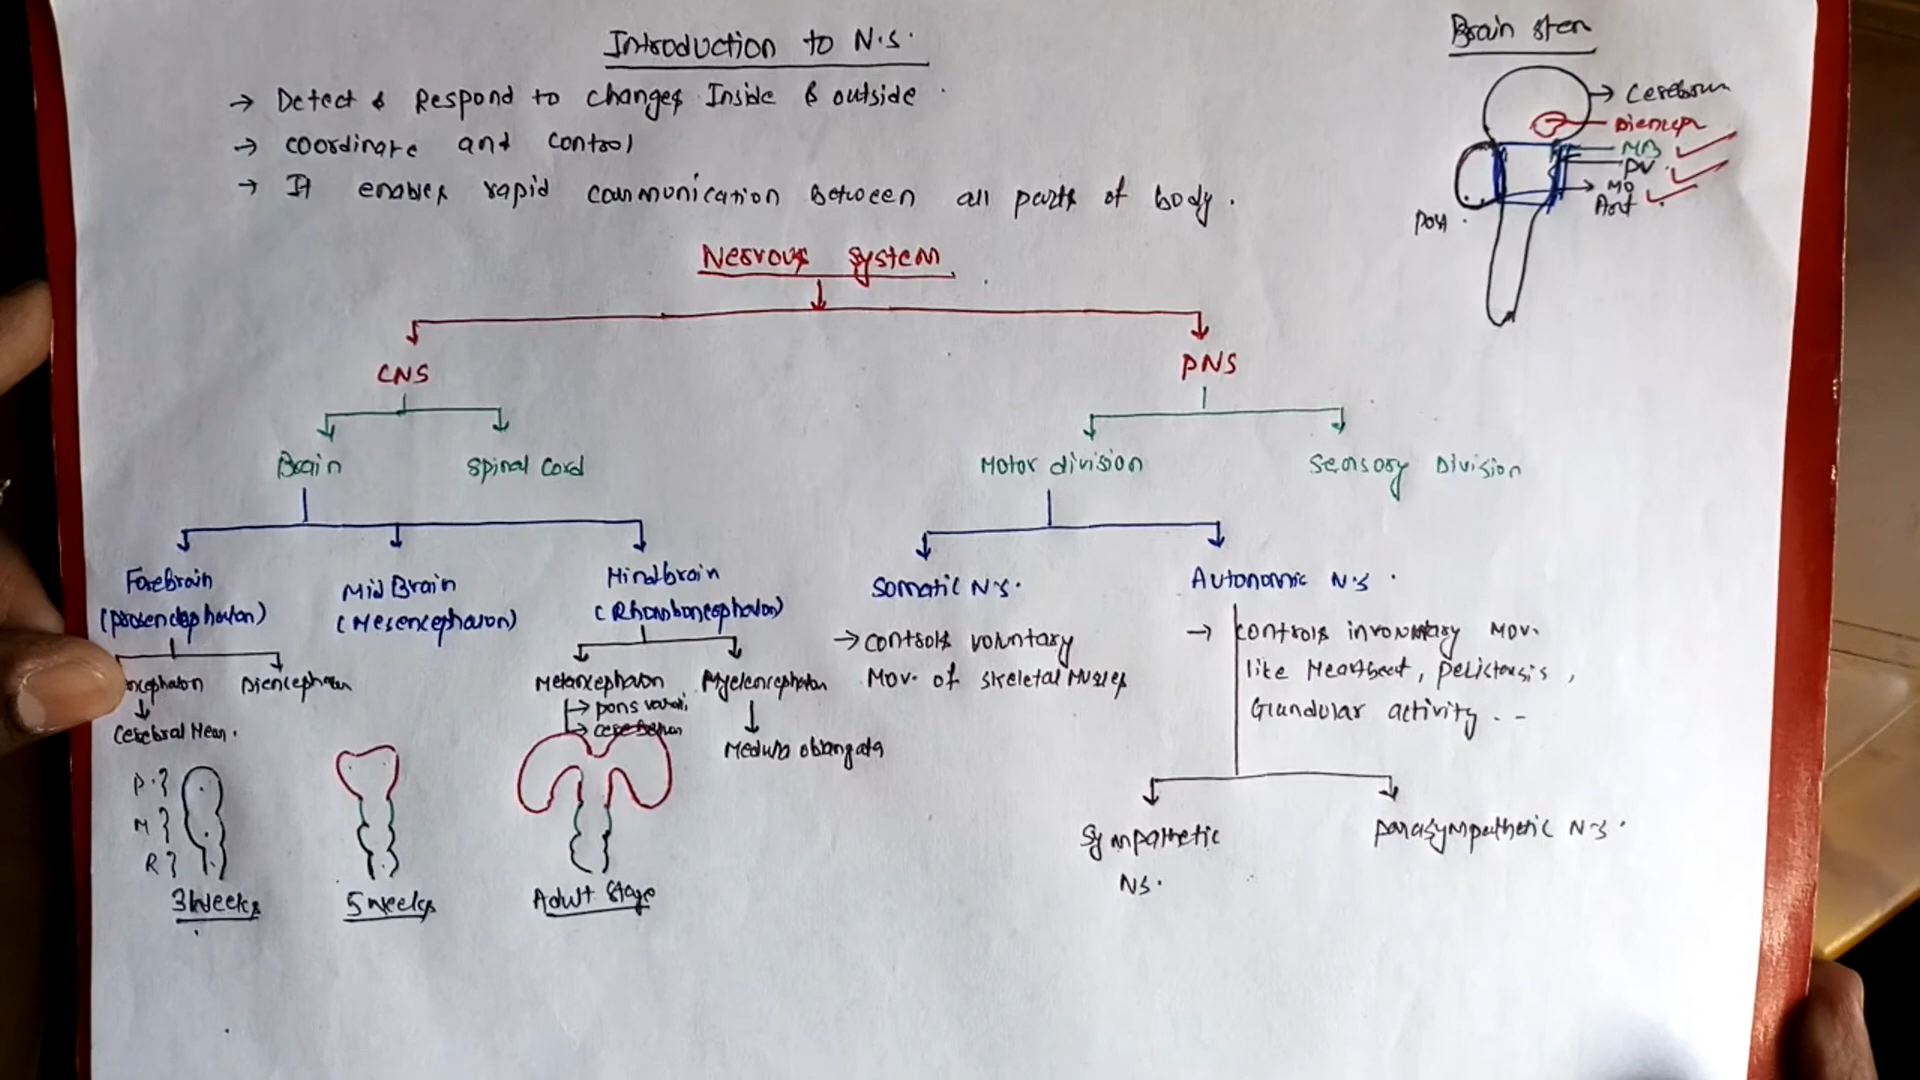 Introduction to N.S.
→ Detect & Respond to changes Inside & outside
→ coordinate and control
→ It enables rapid communication between all parts of body.
Brain stem
Cerebrum
Diencep
MB
PV
MO
Ant
Post
Nervous system
CNS
PNS
Brain
Spinal Cord
Motor division
Sensory Division
Forebrain
(prosencephalon)
Mid Brain
(Mesencephalon)
Hindbrain
(Rhombencephalon)
Somatic N.S.
→ controls voluntary
Mov. of skeletal Muscles
Autonomic N.S.
→ controls involuntary Mov.
like Heartbeat, pelistarsis,
Glandular activity . -
ncephalon
Diencephalon
Cerebral Hem.
Metencephalon
→ pons varoli
→ cerebellum
Myelencephalon
Medulla oblongata
Sympathetic
NS.
parasympathetic N.S.
P.}
M }
R }
3 Weeks
5 weeks
Adult Stage